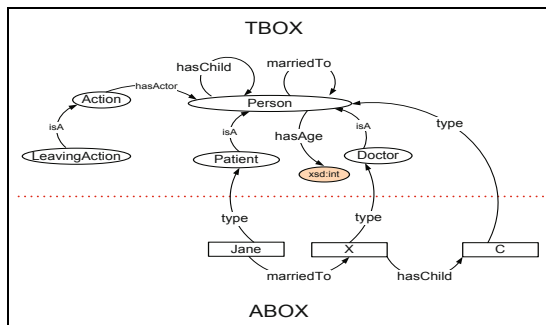 TBOX
hasChild
marriedTo
Action
hasActor
Person
isA
isA
hasAge
isA
type
LeavingAction
Patient
Doctor
xsd:int
type
type
Jane
X
C
marriedTo
hasChild
ABOX